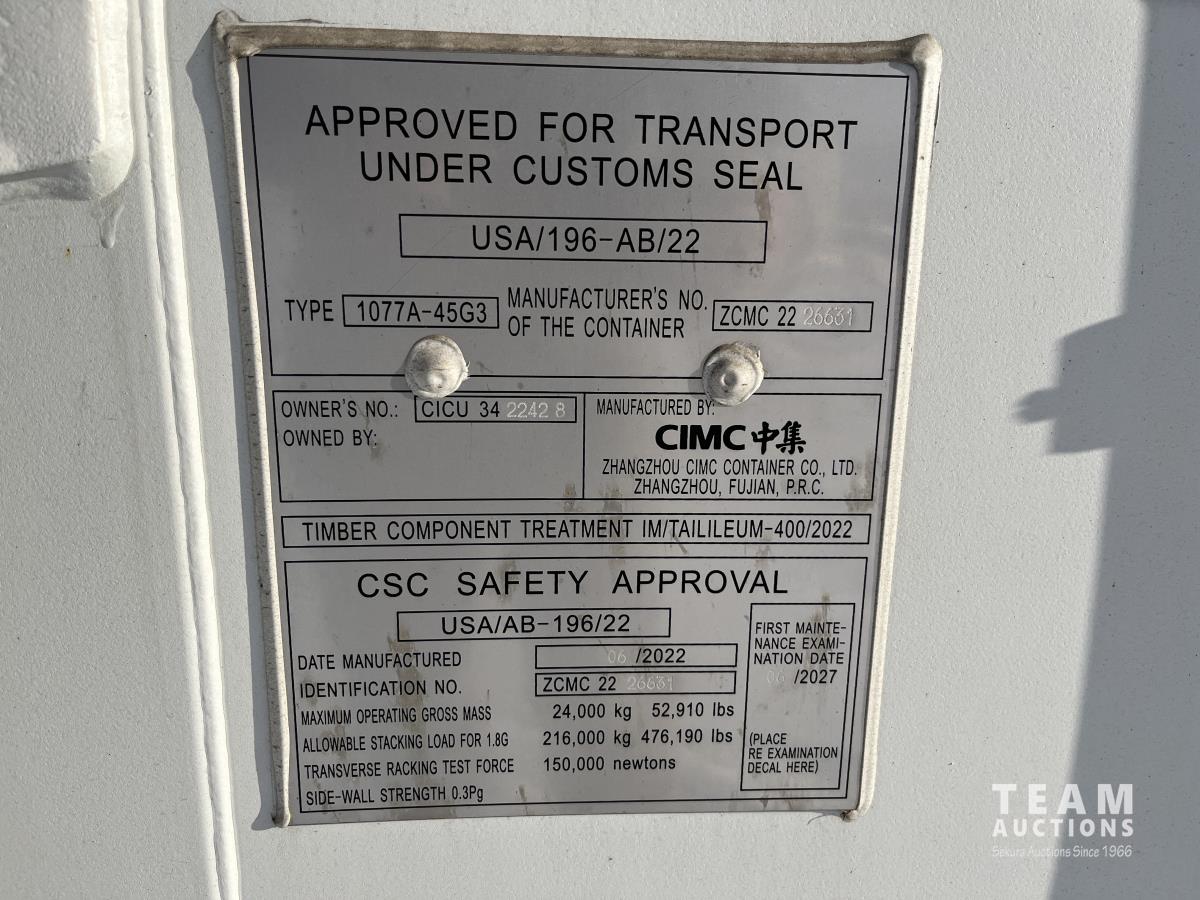 APPROVED FOR TRANSPORT
UNDER CUSTOMS SEAL
USA/196-AB/22
TYPE 1077A-45G3 MANUFACTURER'S NO. OF THE CONTAINER ZCMC 22 26631
OWNER'S NO.: CICU 34 2242 8
OWNED BY:
MANUFACTURED BY:
CIMC 中集
ZHANGZHOU CIMC CONTAINER CO., LTD.
ZHANGZHOU, FUJIAN, P.R.C.
TIMBER COMPONENT TREATMENT IM/TAILILEUM-400/2022
CSC SAFETY APPROVAL
USA/AB-196/22
DATE MANUFACTURED 06 /2022
IDENTIFICATION NO. ZCMC 22 26631
MAXIMUM OPERATING GROSS MASS 24,000 kg 52,910 lbs
ALLOWABLE STACKING LOAD FOR 1.8G 216,000 kg 476,190 lbs
TRANSVERSE RACKING TEST FORCE 150,000 newtons
SIDE-WALL STRENGTH 0.3Pg
FIRST MAINTE-
NANCE EXAMI-
NATION DATE
06 /2027
(PLACE
RE EXAMINATION
DECAL HERE)
TEAM
AUCTIONS
Sekura Auctions Since 1966